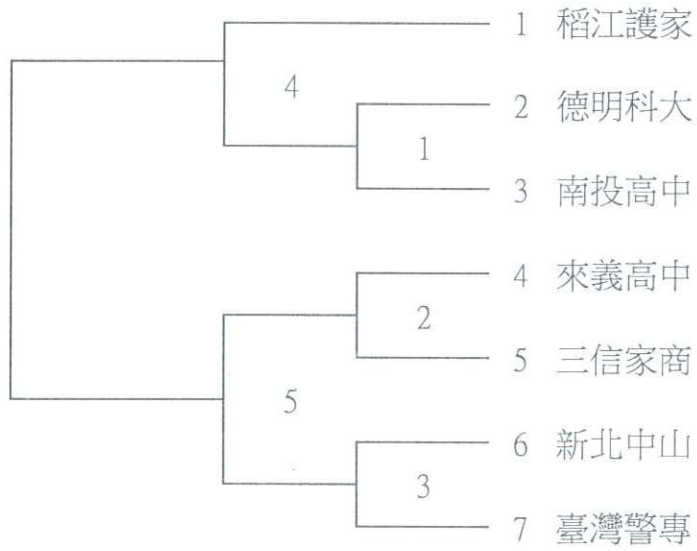 1 稻江護家
4
2 德明科大
1
3 南投高中
4 來義高中
2
5 三信家商
5
6 新北中山
3
7 臺灣警專